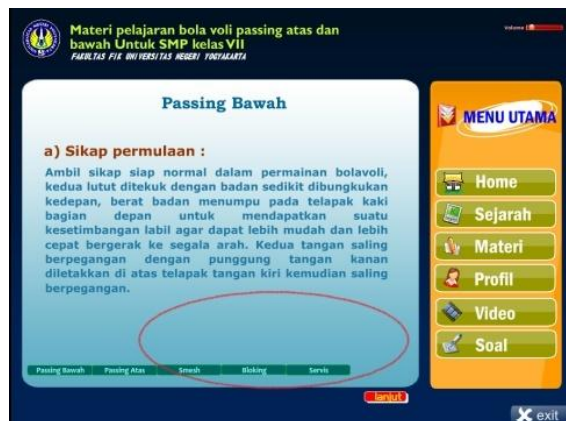 Materi pelajaran bola voli passing atas dan
bawah Untuk SMP kelas VII
FAKULTAS FIK UNIVERSITAS NEGERI YOGYAKARTA
Volume
Passing Bawah
a) Sikap permulaan :
Ambil sikap siap normal dalam permainan bolavoli,
kedua lutut ditekuk dengan badan sedikit dibungkukan
kedepan, berat badan menumpu pada telapak kaki
bagian depan untuk mendapatkan suatu
kesetimbangan labil agar dapat lebih mudah dan lebih
cepat bergerak ke segala arah. Kedua tangan saling
berpegangan dengan punggung tangan kanan
diletakkan di atas telapak tangan kiri kemudian saling
berpegangan.
Passing Bawah Passing Atas Smesh Bloking Servis
lanjut
MENU UTAMA
Home
Sejarah
Materi
Profil
Video
Soal
exit